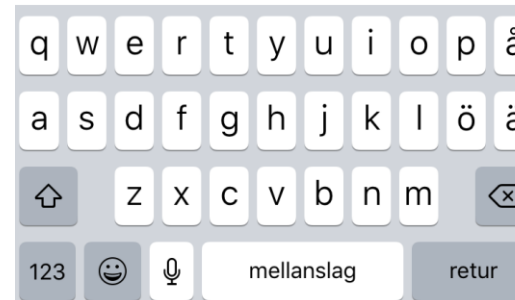 q w e r t y u i o p å
a s d f g h j k l ö ä
z x c v b n m
123 mellanslag retur